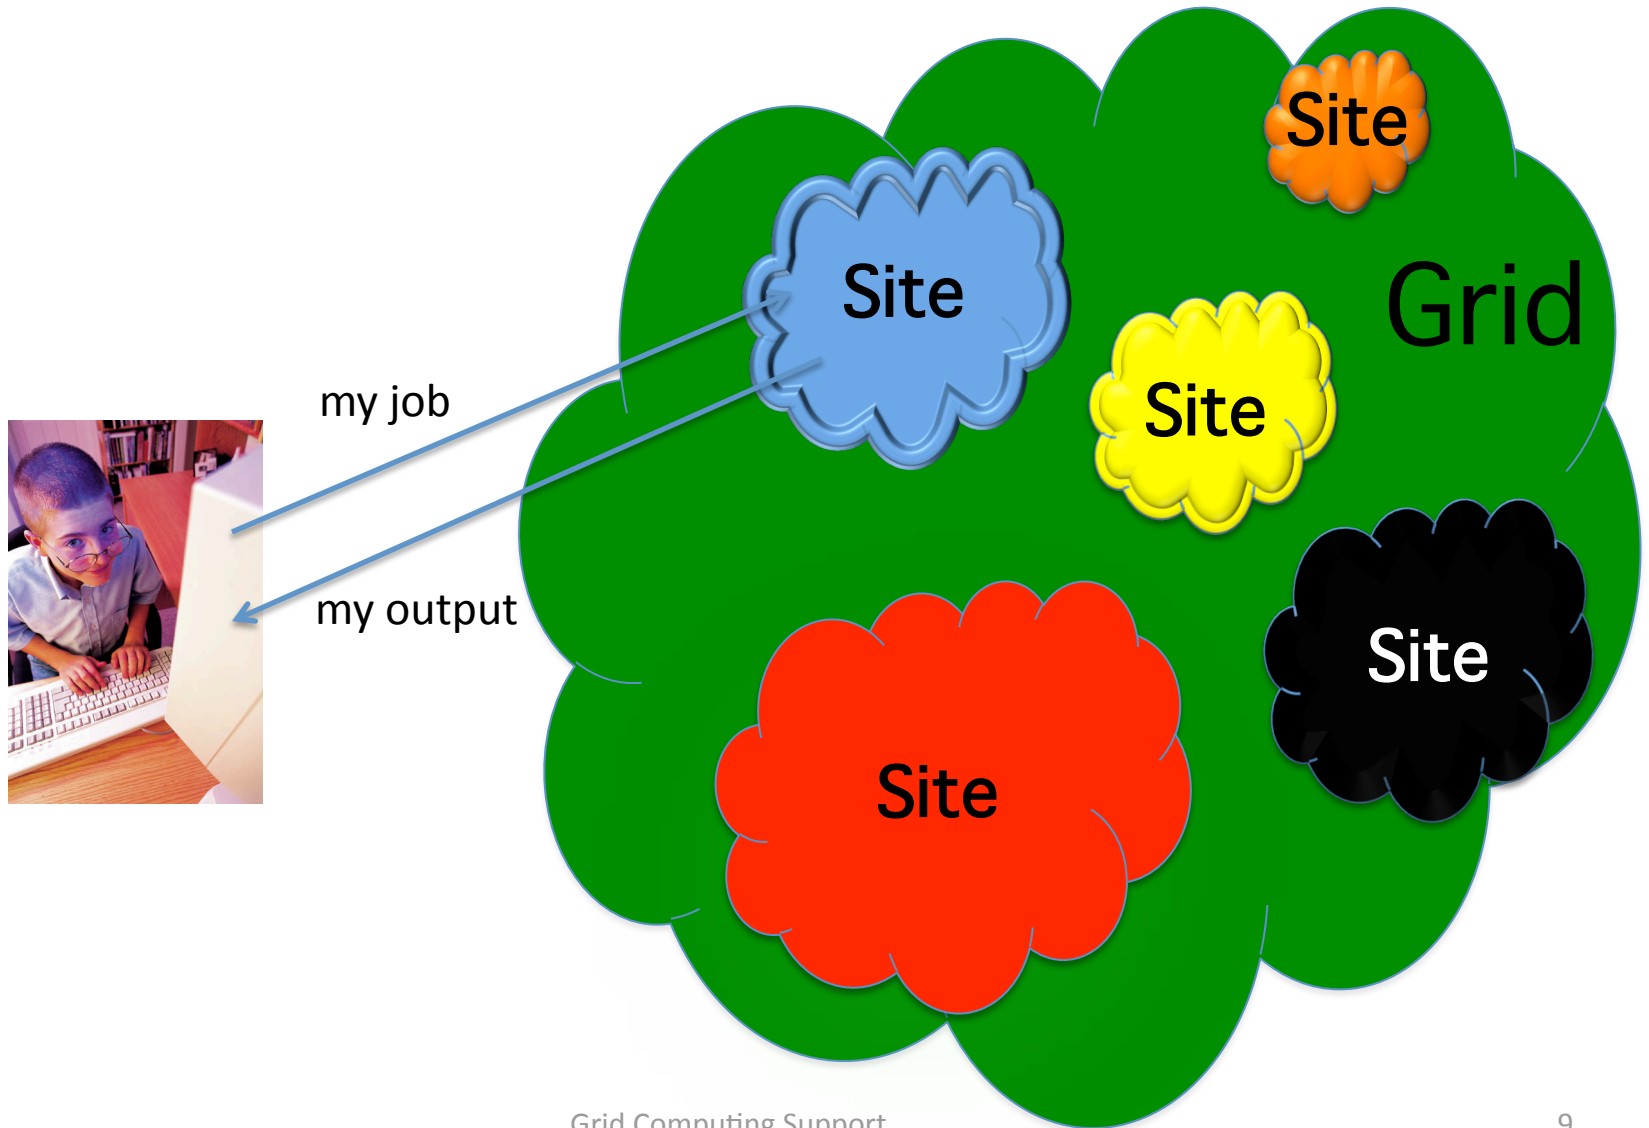 Site
Grid
Site
Site
my job
my output
Site
Site
Grid Computing Support
9